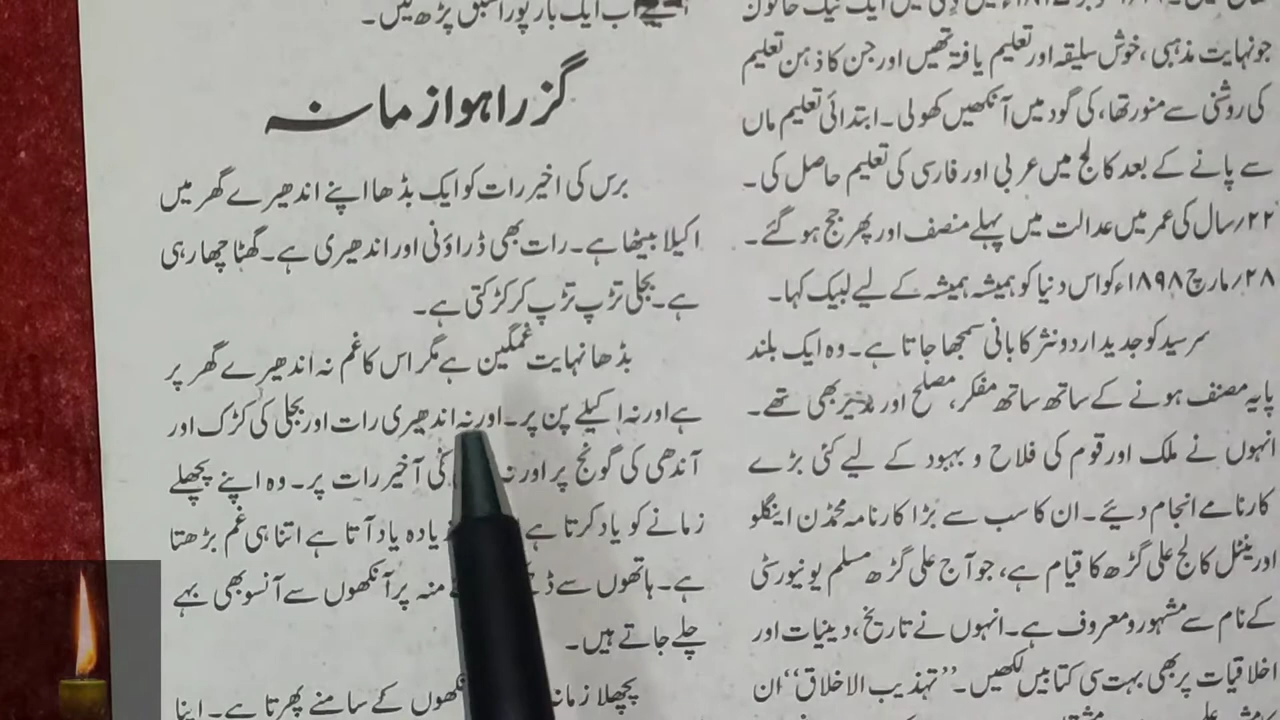 جو نہایت مذہبی، خوش سلیقہ اور تعلیم یافتہ تھیں اور جن کا ذہن تعلیم
کی روشنی سے منور تھا، کی گود میں آنکھیں کھولی۔ ابتدائی تعلیم ماں
سے پانے کے بعد کالج میں عربی اور فارسی کی تعلیم حاصل کی۔
۲۲؍سال کی عمر میں عدالت میں پہلے منصف اور پھر جج ہوگئے۔
۲۸؍مارچ ۱۸۹۸ء کو اس دنیا کو ہمیشہ ہمیشہ کے لیے لبیک کہا۔
سرسید کو جدید اردو نثر کا بانی سمجھا جاتا ہے۔ وہ ایک بلند
پایہ مصنف ہونے کے ساتھ ساتھ مفکر، مصلح اور مدبر بھی تھے۔
انہوں نے ملک اور قوم کی فلاح و بہبود کے لیے کئی بڑے
کارنامے انجام دیئے۔ ان کا سب سے بڑا کارنامہ محمڈن اینگلو
اورینٹل کالج علی گڑھ کا قیام ہے، جو آج علی گڑھ مسلم یونیورسٹی
کے نام سے مشہور و معروف ہے۔ انہوں نے تاریخ، دینیات اور
اخلاقیات پر بھی بہت سی کتابیں لکھیں۔ ”تہذیب الاخلاق“ ان
اب ایک بار پورا سبق پڑھ لیں۔
گزرا ہوا زمانہ
برس کی اخیر رات کو ایک بڈھا اپنے اندھیرے گھر میں
اکیلا بیٹھا ہے۔ رات بھی ڈراؤنی اور اندھیری ہے۔ گھٹا چھا رہی
ہے۔ بجلی تڑپ تڑپ کر کڑکتی ہے۔
بڈھا نہایت غمگین ہے مگر اس کا غم نہ اندھیرے گھر پر
ہے اور نہ اکیلے پن پر۔ اور نہ اندھیری رات اور بجلی کی کڑک اور
آندھی کی گونج پر اور نہ کی آخیر رات پر۔ وہ اپنے پچھلے
زمانے کو یاد کرتا ہے زیادہ یاد آتا ہے اتنا ہی غم بڑھتا
ہے۔ ہاتھوں سے منہ پر آنکھوں سے آنسو بھی بہے
چلے جاتے ہیں۔
پچھلا زمانہ آنکھوں کے سامنے پھرتا ہے۔ اپنا